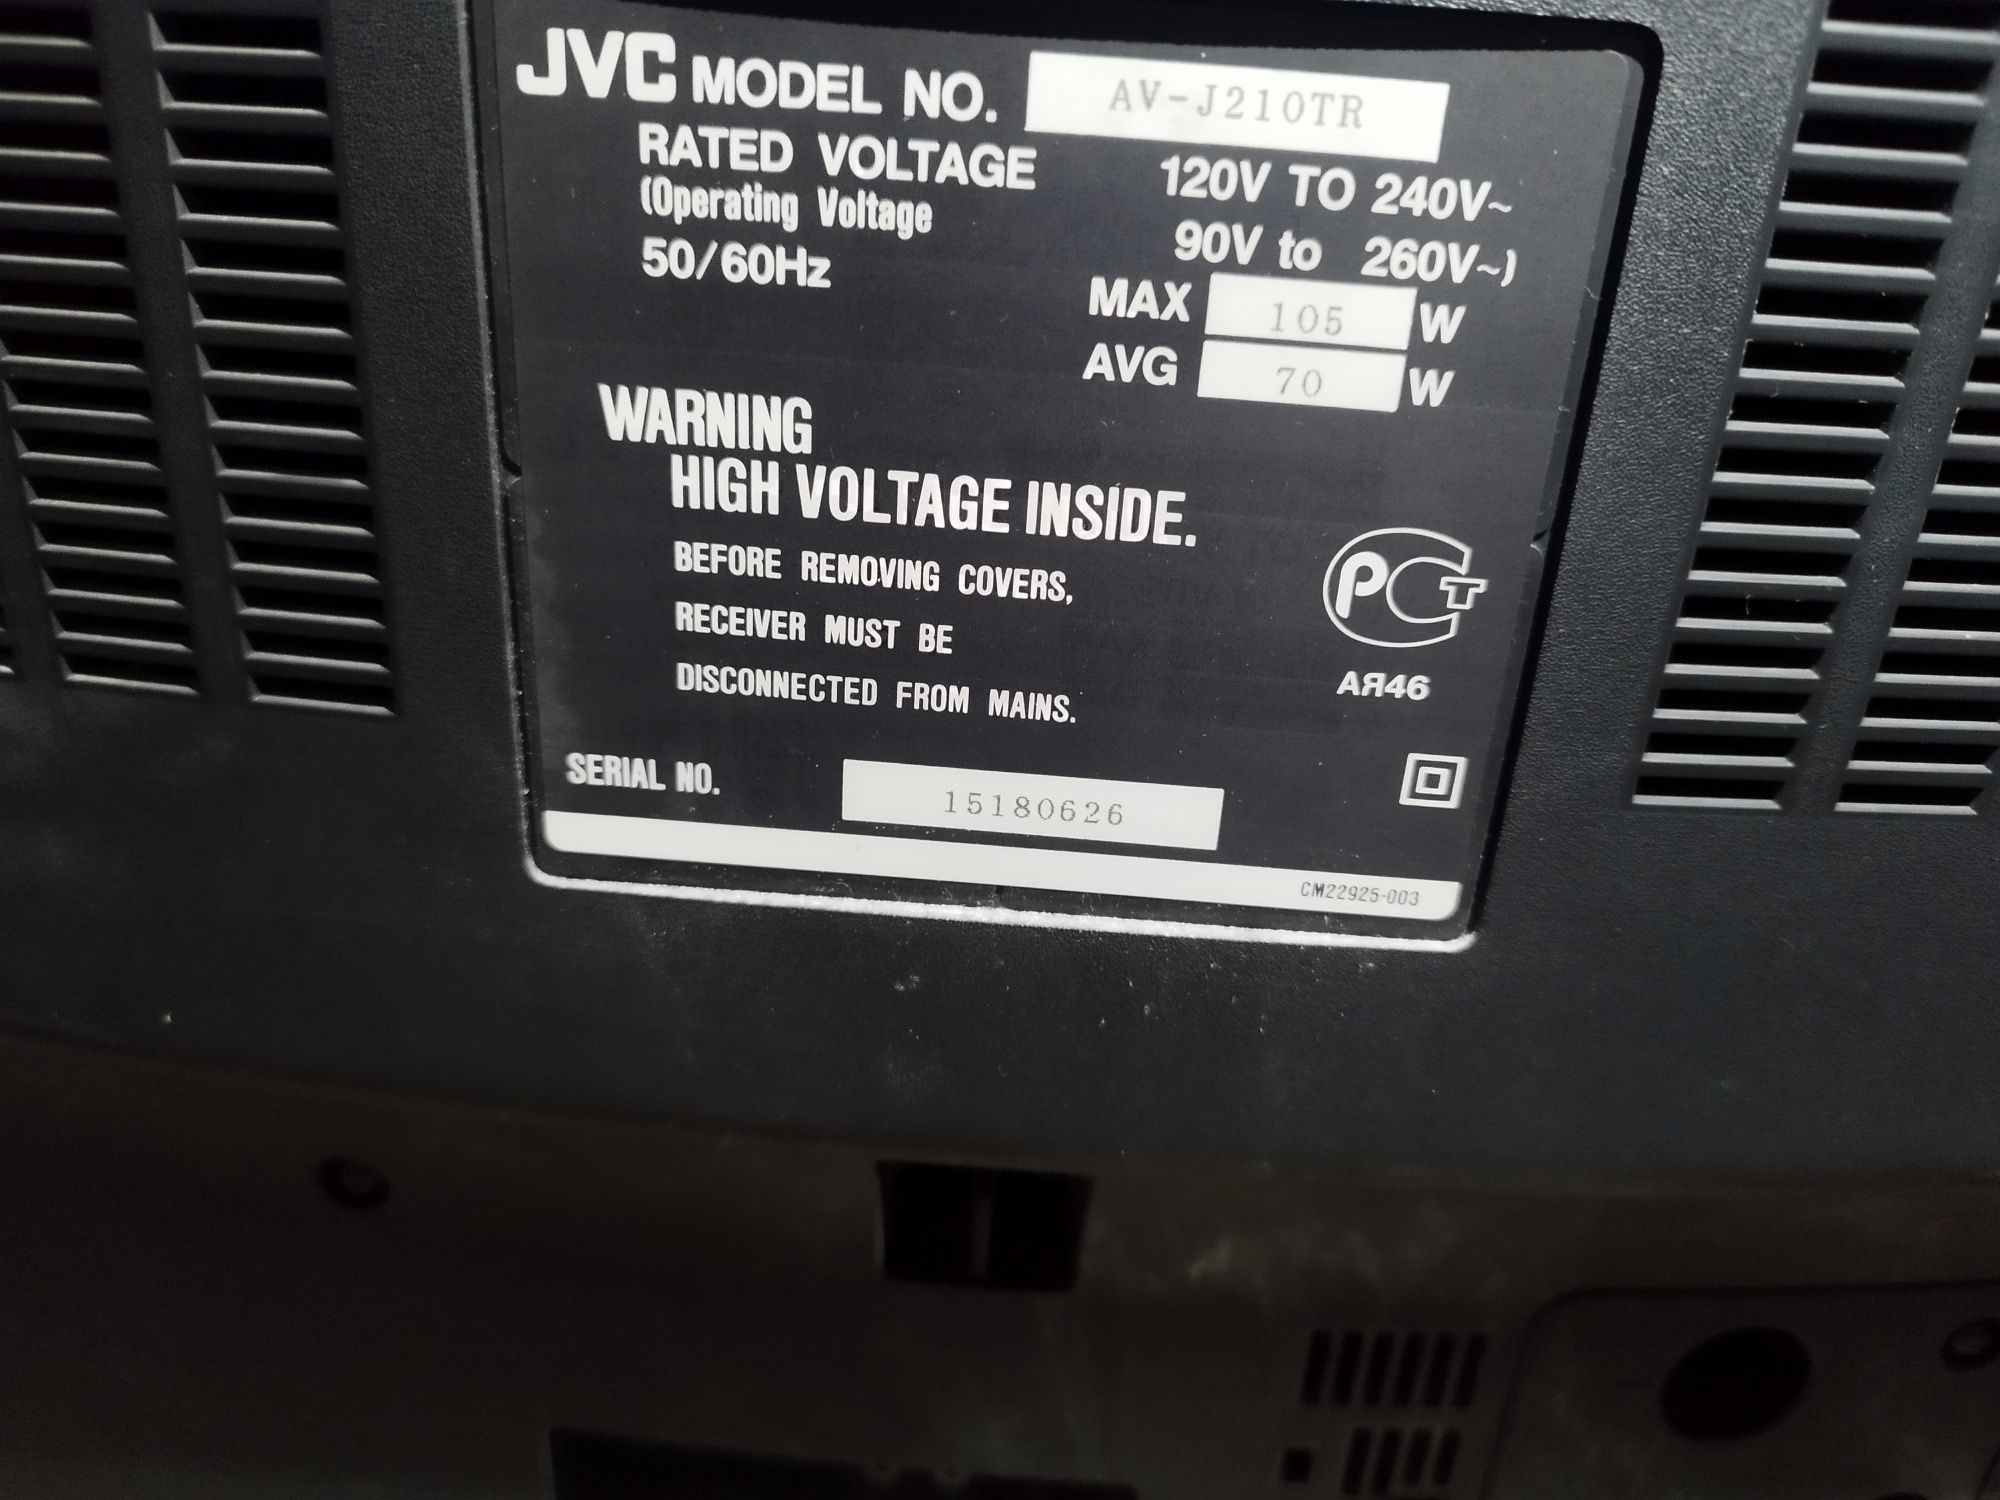 JVC MODEL NO. AV-J210TR
RATED VOLTAGE 120V TO 240V~
(Operating Voltage 90V to 260V~)
50/60Hz
MAX 105 W
AVG 70 W
WARNING
HIGH VOLTAGE INSIDE.
BEFORE REMOVING COVERS,
RECEIVER MUST BE
DISCONNECTED FROM MAINS.
РСТ
АЯ46
SERIAL NO. 15180626
CM22925-003